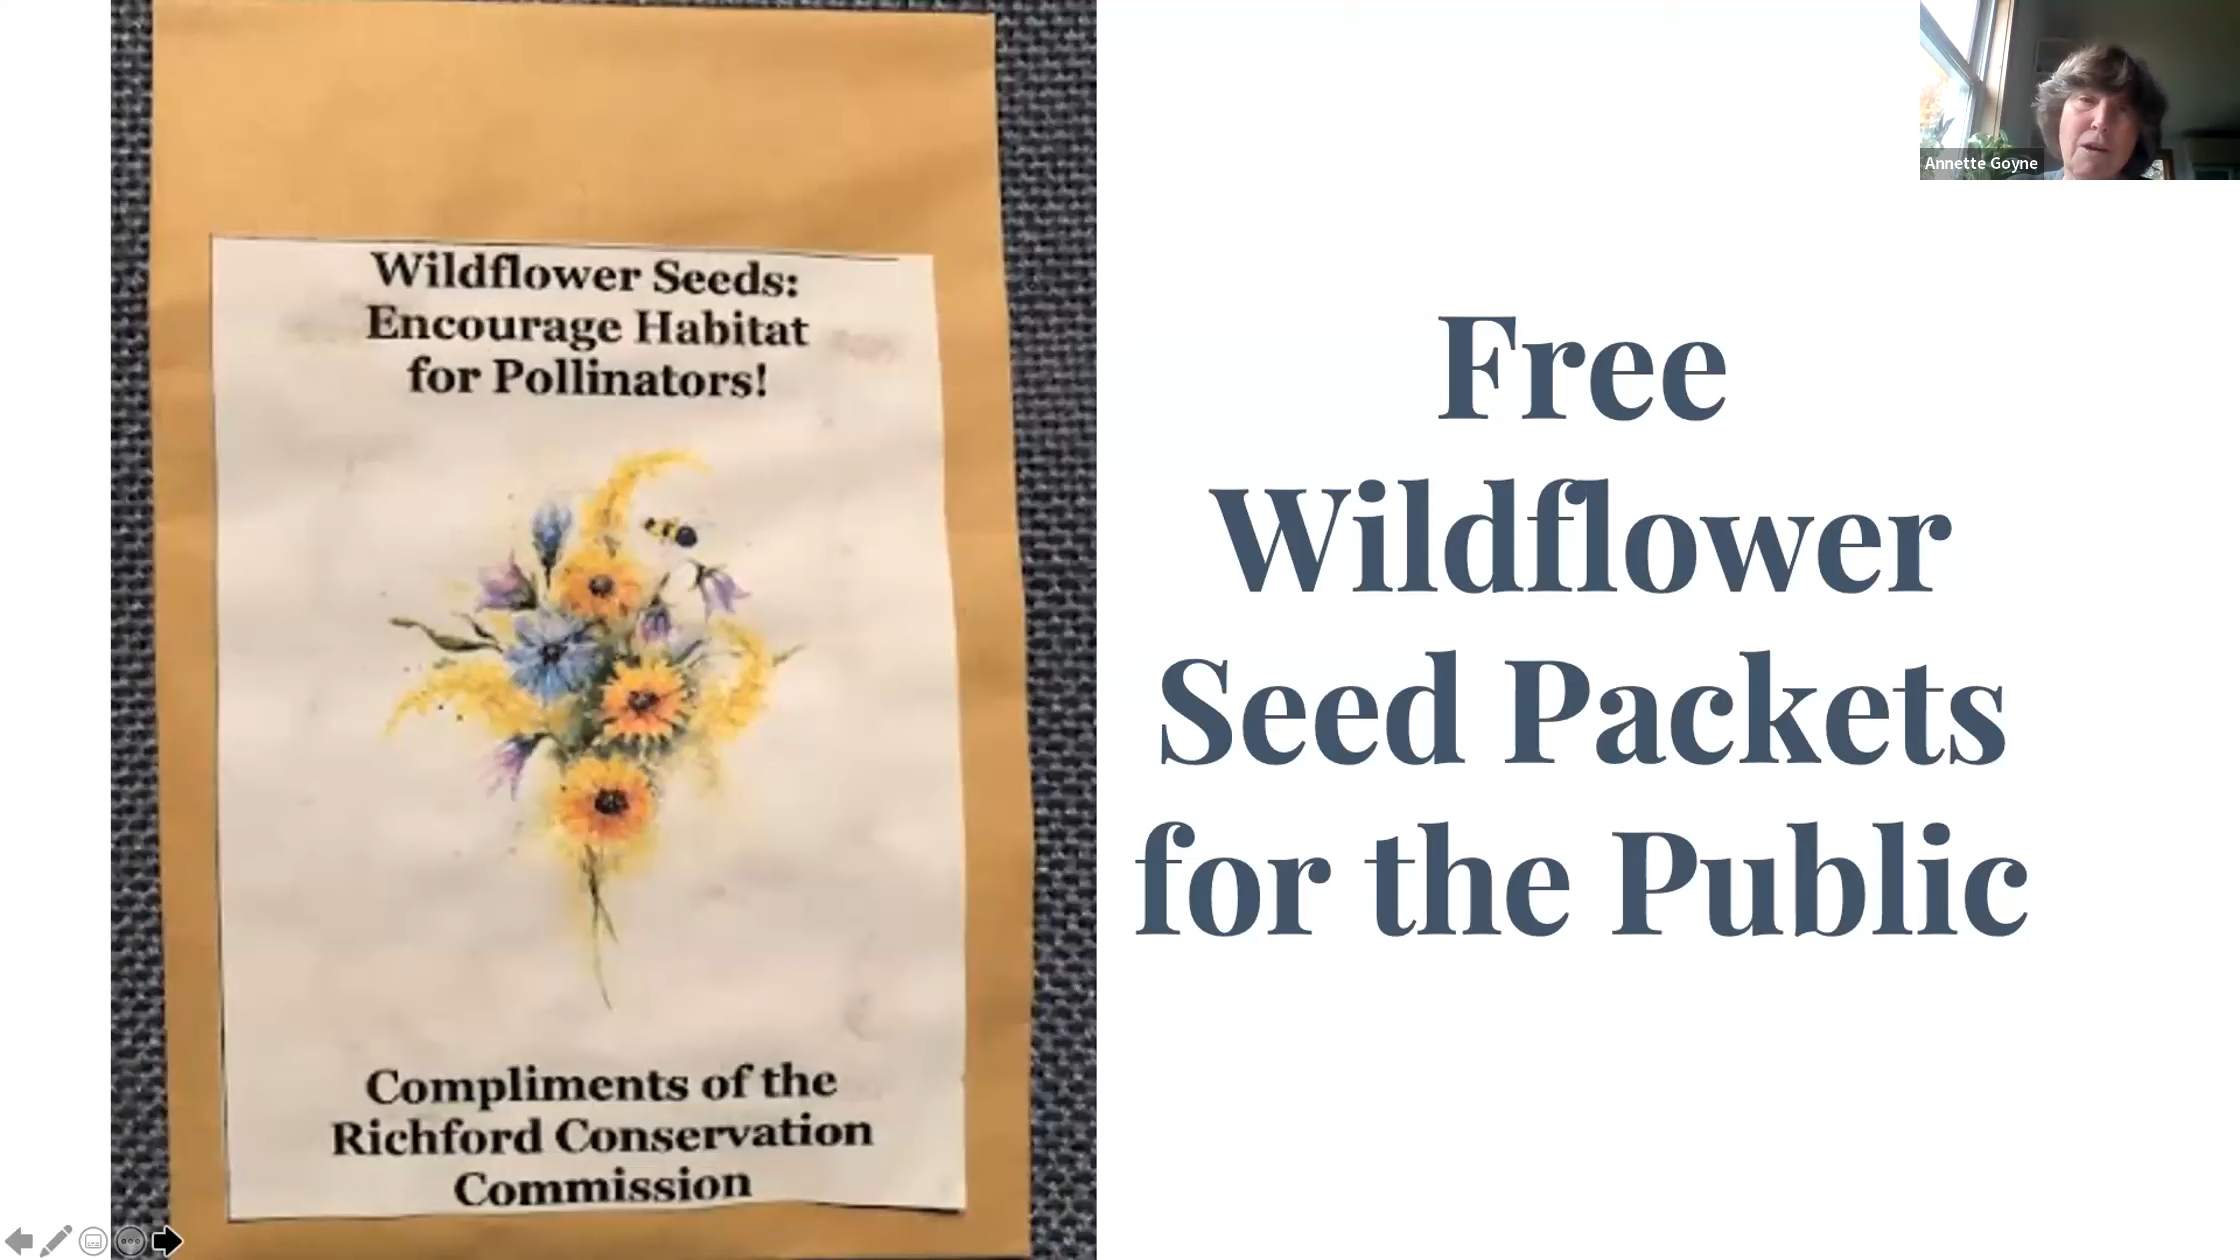 Wildflower Seeds:
Encourage Habitat
for Pollinators!
Compliments of the
Richford Conservation
Commission
Free
Wildflower
Seed Packets
for the Public
Annette Goyne